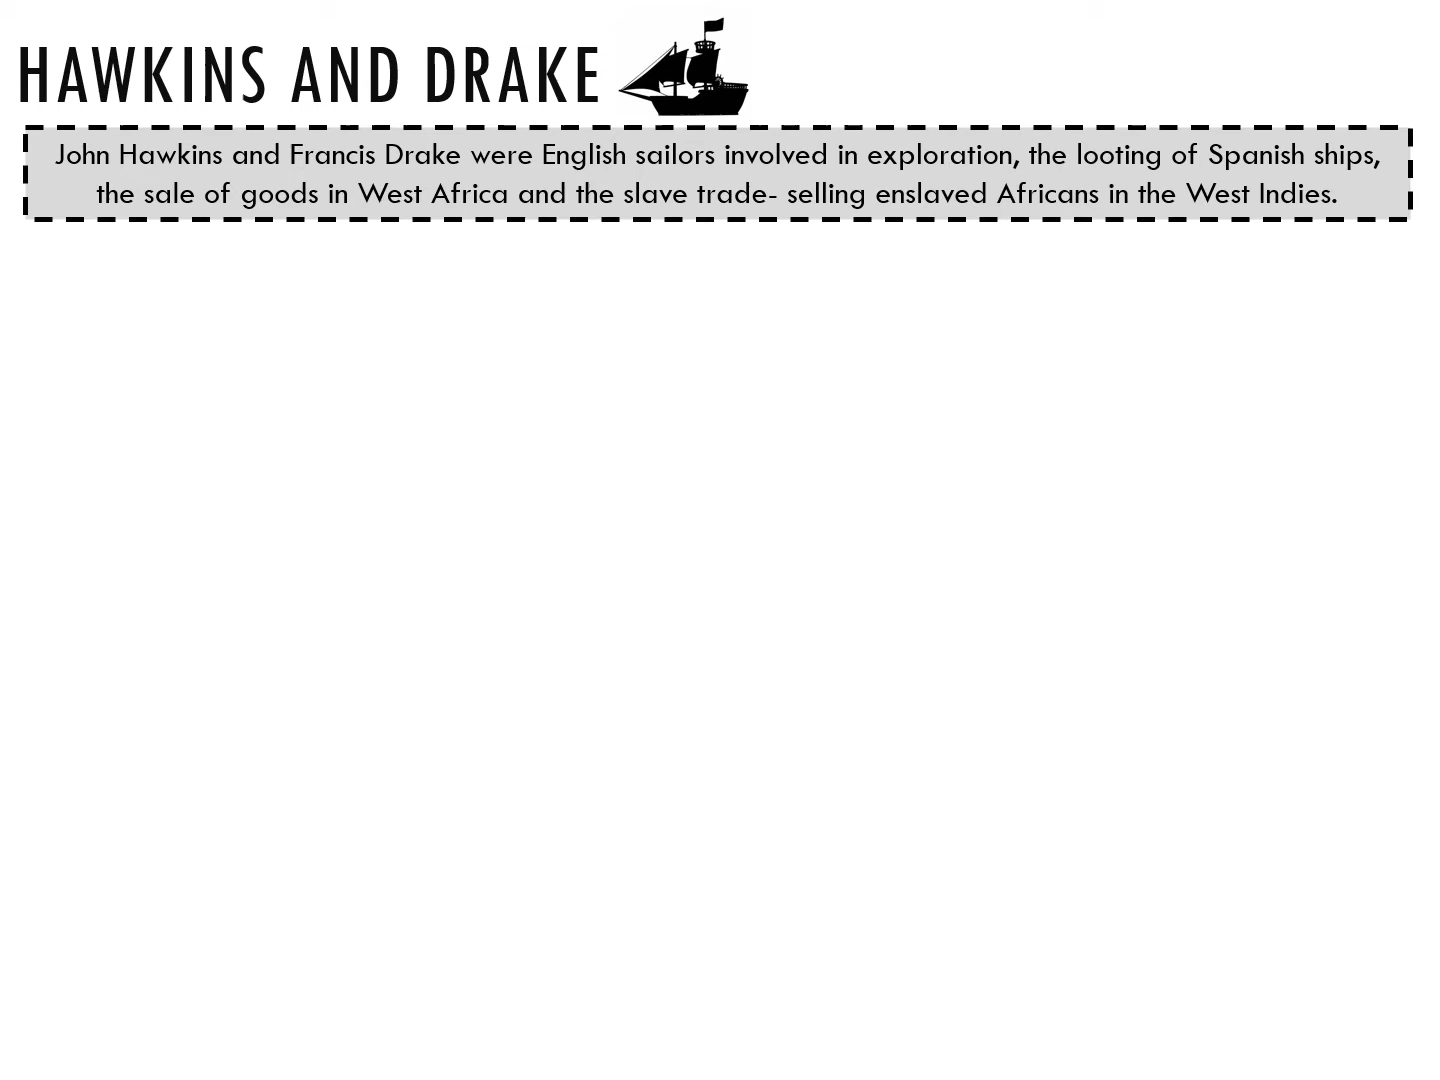 HAWKINS AND DRAKE
John Hawkins and Francis Drake were English sailors involved in exploration, the looting of Spanish ships,
the sale of goods in West Africa and the slave trade- selling enslaved Africans in the West Indies.